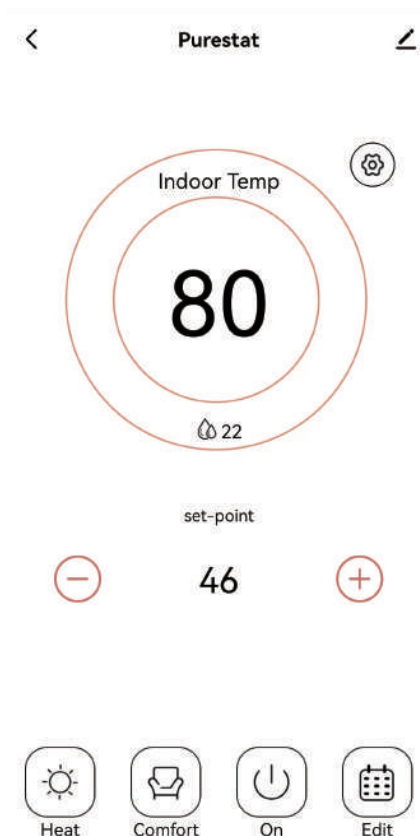 Purestat
Indoor Temp
80
22
set-point
46
Heat Comfort On Edit